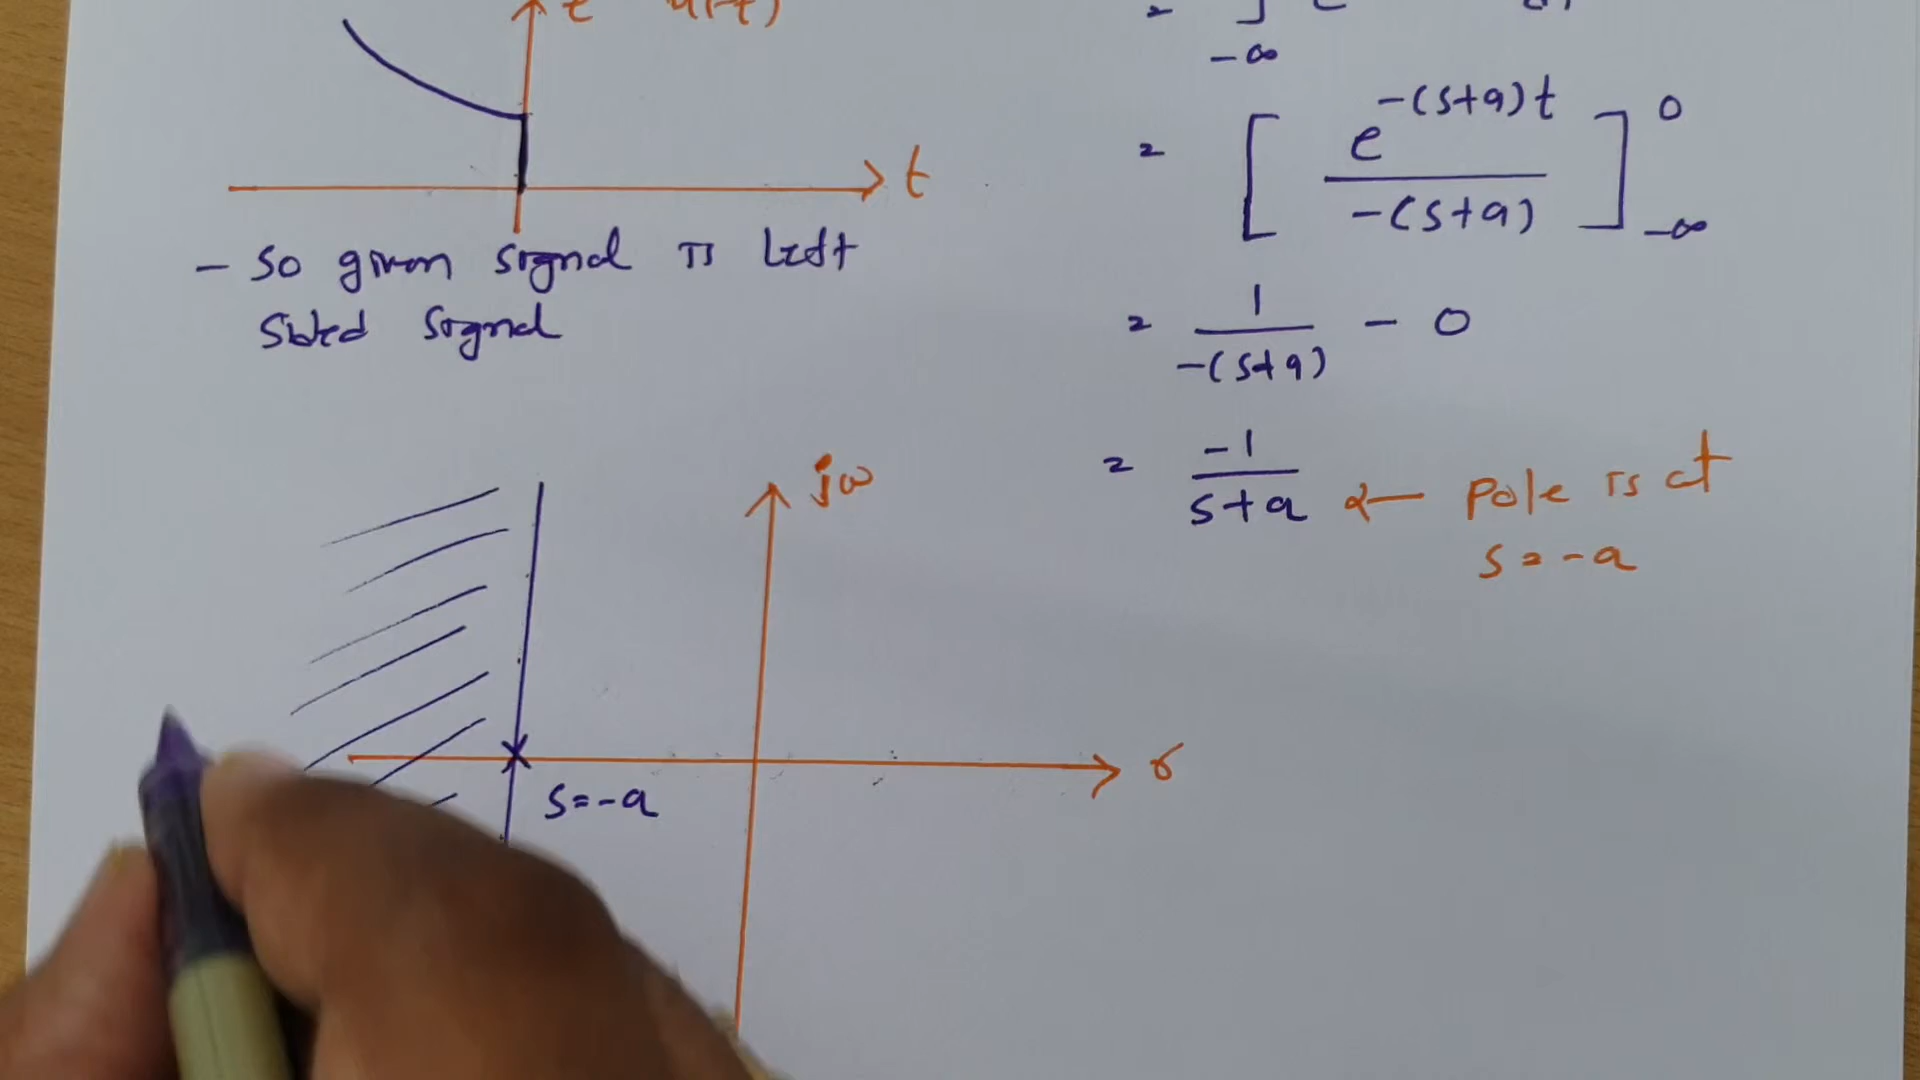 t
- So given signal is left
sided signal
-∞
= [ e^{-(s+a)t} / -(s+a) ]_{-∞}^{0}
= 1 / -(s+a) - 0
= -1 / s+a ← pole is at
s = -a
jω
σ
s=-a